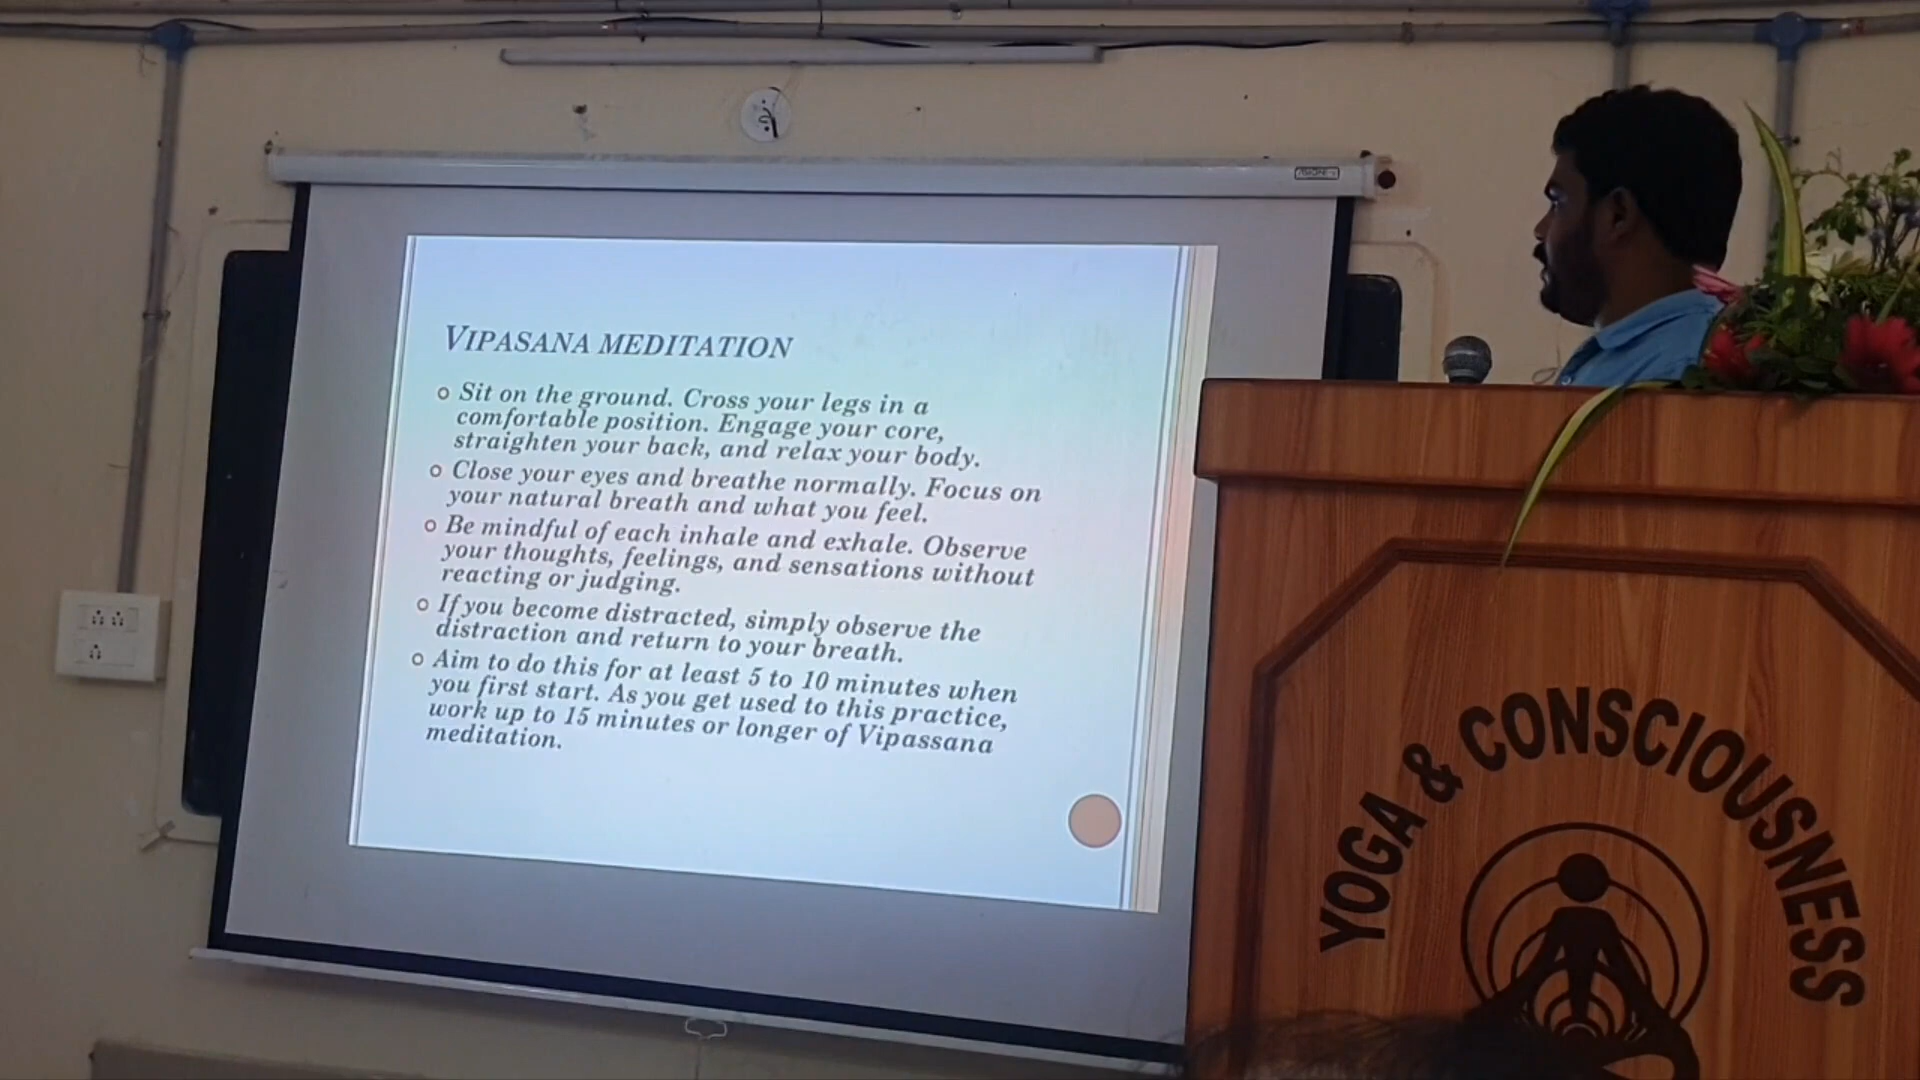 VIPASANA MEDITATION
Sit on the ground. Cross your legs in a
comfortable position. Engage your core,
straighten your back, and relax your body.
Close your eyes and breathe normally. Focus on
your natural breath and what you feel.
Be mindful of each inhale and exhale. Observe
your thoughts, feelings, and sensations without
reacting or judging.
If you become distracted, simply observe the
distraction and return to your breath.
Aim to do this for at least 5 to 10 minutes when
you first start. As you get used to this practice,
work up to 15 minutes or longer of Vipassana
meditation.
YOGA & CONSCIOUSNESS